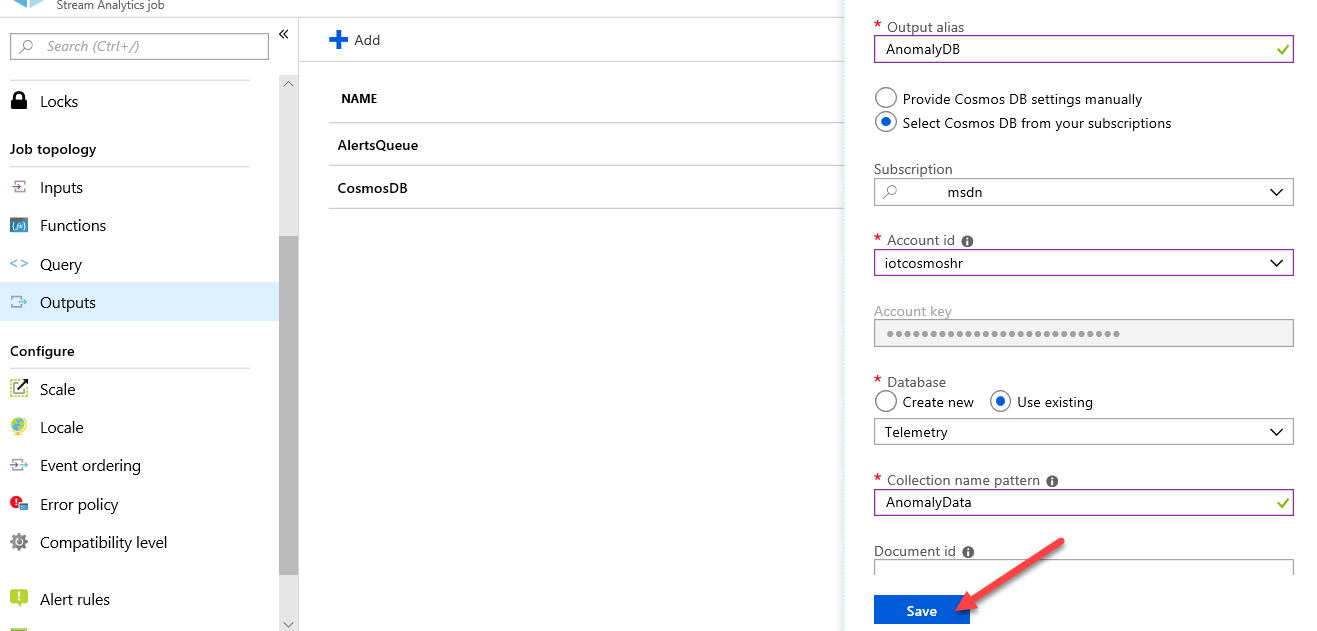 Stream Analytics job
Search (Ctrl+/)
«
Locks
Job topology
Inputs
Functions
Query
Outputs
Configure
Scale
Locale
Event ordering
Error policy
Compatibility level
Alert rules
Add
NAME
AlertsQueue
CosmosDB
* Output alias
AnomalyDB
Provide Cosmos DB settings manually
Select Cosmos DB from your subscriptions
Subscription
msdn
* Account id
iotcosmoshr
Account key
••••••••••••••••••••••••••
* Database
Create new Use existing
Telemetry
* Collection name pattern
AnomalyData
Document id
Save